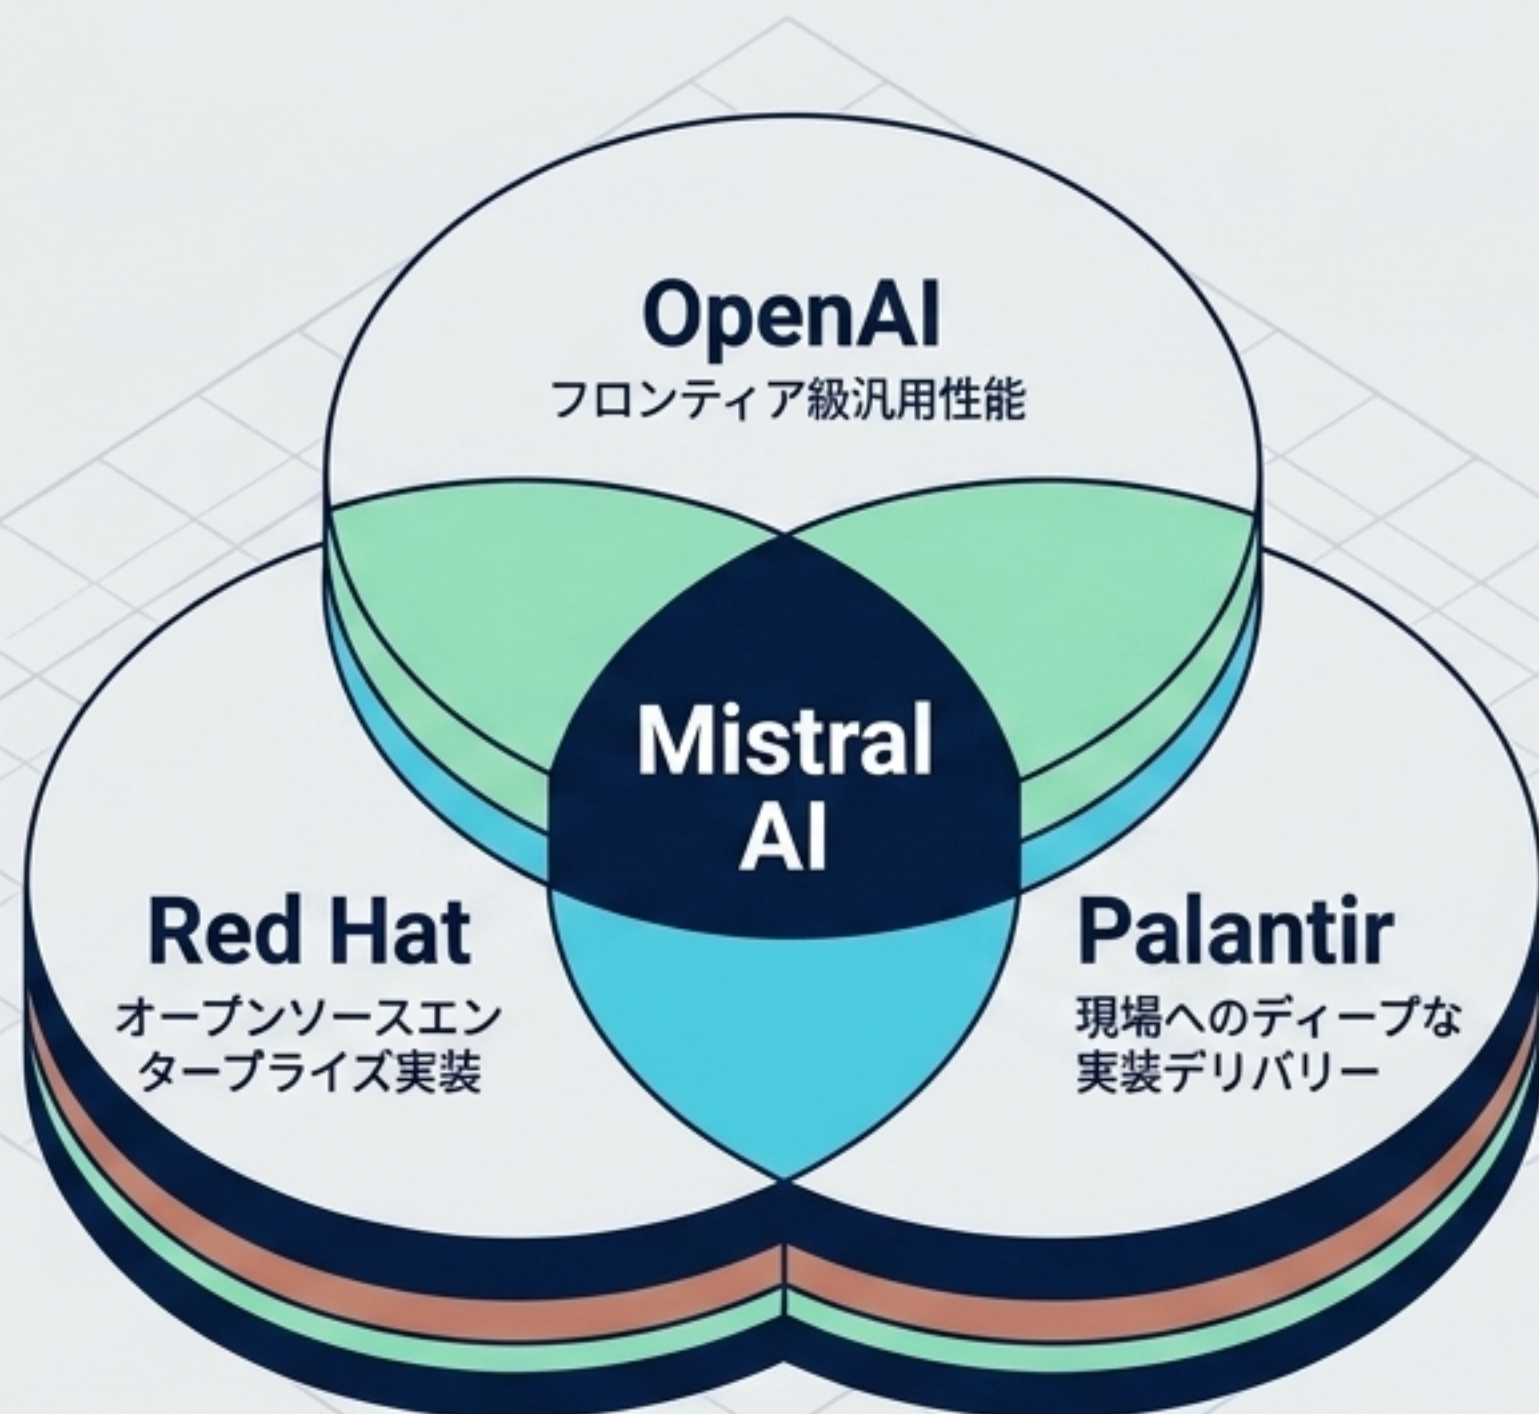 OpenAI
フロンティア級汎用性能
Mistral
AI
Red Hat
オープンソースエン
タープライズ実装
Palantir
現場へのディープな
実装デリバリー